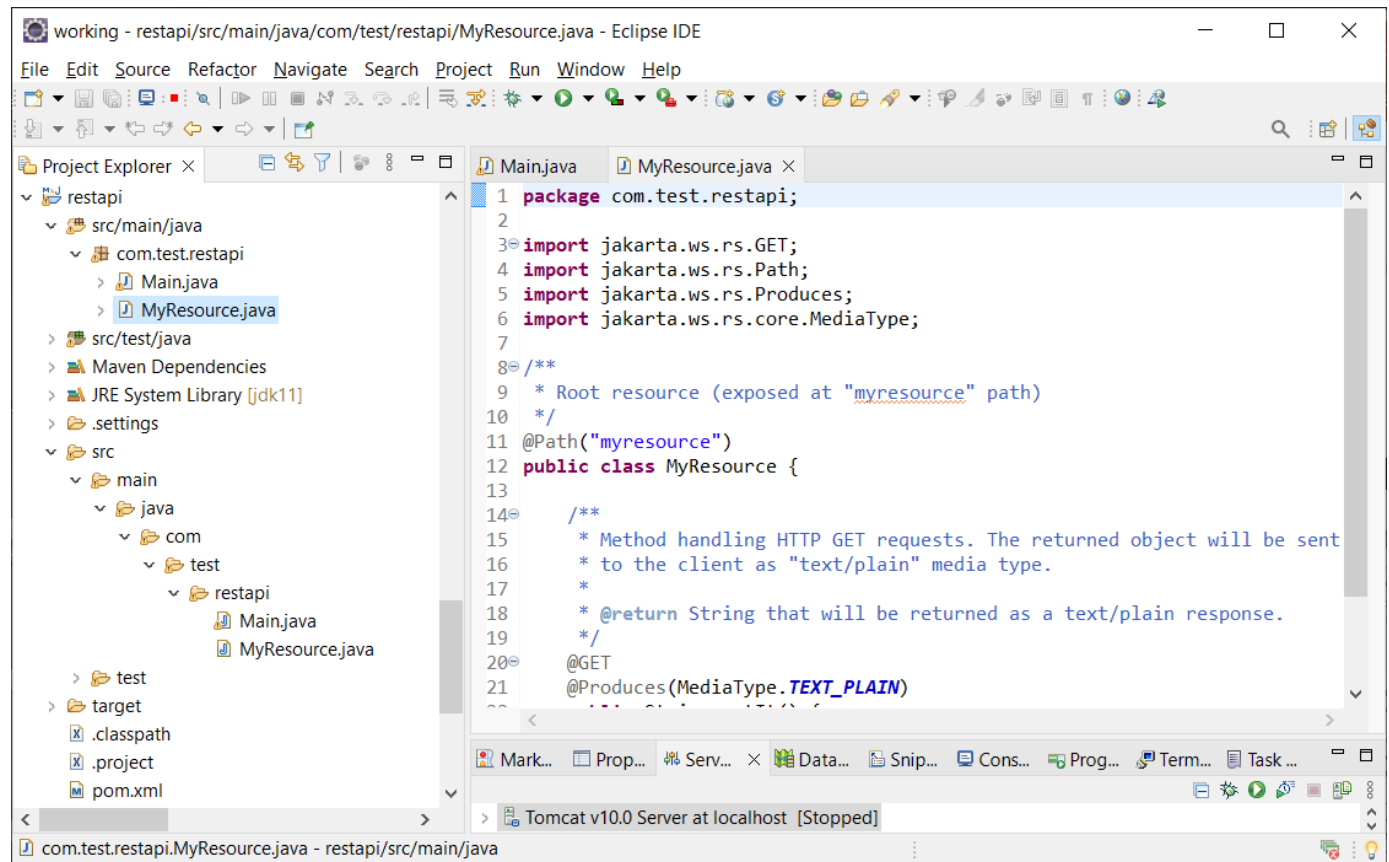 working - restapi/src/main/java/com/test/restapi/MyResource.java - Eclipse IDE
File Edit Source Refactor Navigate Search Project Run Window Help
Project Explorer
restapi
src/main/java
com.test.restapi
Main.java
MyResource.java
src/test/java
Maven Dependencies
JRE System Library [jdk11]
.settings
src
main
java
com
test
restapi
Main.java
MyResource.java
test
target
.classpath
.project
pom.xml
Main.java MyResource.java
1 package com.test.restapi;
2
3 import jakarta.ws.rs.GET;
4 import jakarta.ws.rs.Path;
5 import jakarta.ws.rs.Produces;
6 import jakarta.ws.rs.core.MediaType;
7
8 /**
9 * Root resource (exposed at "myresource" path)
10 */
11 @Path("myresource")
12 public class MyResource {
13
14 /**
15 * Method handling HTTP GET requests. The returned object will be sent
16 * to the client as "text/plain" media type.
17 *
18 * @return String that will be returned as a text/plain response.
19 */
20 @GET
21 @Produces(MediaType.TEXT_PLAIN)
Mark... Prop... Serv... Data... Snip... Cons... Prog... Term... Task ...
Tomcat v10.0 Server at localhost [Stopped]
com.test.restapi.MyResource.java - restapi/src/main/java